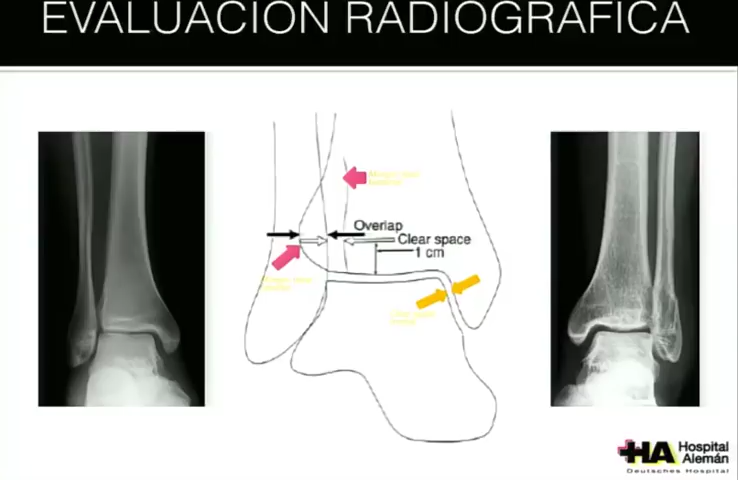 EVALUACION RADIOGRAFICA
Overlap
Clear space
1 cm
HA Hospital
Alemán
Deutsches Hospital